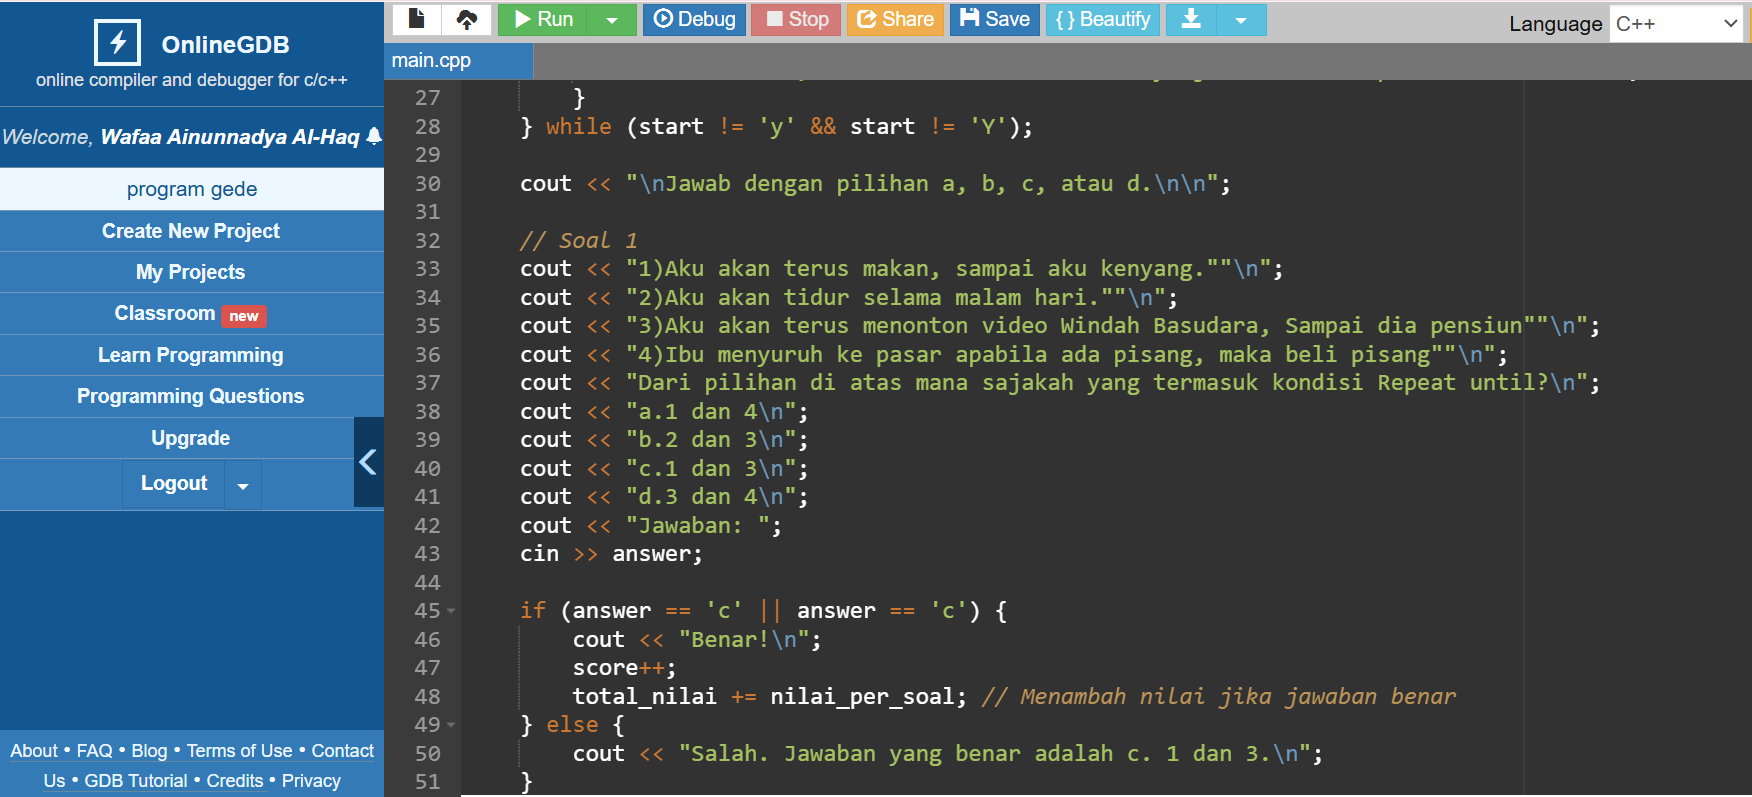 OnlineGDB
online compiler and debugger for c/c++
Welcome, Wafaa Ainunnadya Al-Haq
program gede
Create New Project
My Projects
Classroom new
Learn Programming
Programming Questions
Upgrade
Logout
About • FAQ • Blog • Terms of Use • Contact
Us • GDB Tutorial • Credits • Privacy
Run Debug Stop Share Save { } Beautify Language C++
main.cpp
27 }
28 } while (start != 'y' && start != 'Y');
29
30 cout << "\nJawab dengan pilihan a, b, c, atau d.\n\n";
31
32 // Soal 1
33 cout << "1)Aku akan terus makan, sampai aku kenyang.""\n";
34 cout << "2)Aku akan tidur selama malam hari.""\n";
35 cout << "3)Aku akan terus menonton video Windah Basudara, Sampai dia pensiun""\n";
36 cout << "4)Ibu menyuruh ke pasar apabila ada pisang, maka beli pisang""\n";
37 cout << "Dari pilihan di atas mana sajakah yang termasuk kondisi Repeat until?\n";
38 cout << "a.1 dan 4\n";
39 cout << "b.2 dan 3\n";
40 cout << "c.1 dan 3\n";
41 cout << "d.3 dan 4\n";
42 cout << "Jawaban: ";
43 cin >> answer;
44
45 if (answer == 'c' || answer == 'c') {
46 cout << "Benar!\n";
47 score++;
48 total_nilai += nilai_per_soal; // Menambah nilai jika jawaban benar
49 } else {
50 cout << "Salah. Jawaban yang benar adalah c. 1 dan 3.\n";
51 }